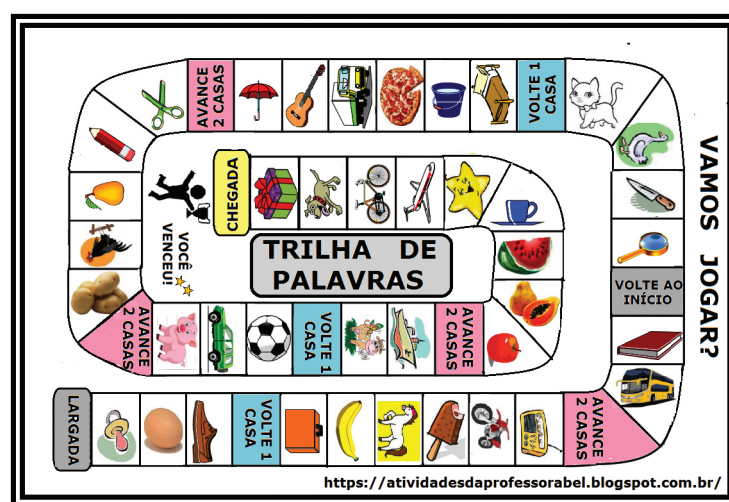 AVANCE
2 CASAS
VOLTE 1
CASA
CHEGADA
VOCÊ
VENCEU!
TRILHA DE
PALAVRAS
VAMOS JOGAR?
VOLTE AO
INÍCIO
AVANCE
2 CASAS
VOLTE 1
CASA
AVANCE
2 CASAS
LARGADA
VOLTE 1
CASA
AVANCE
2 CASAS
https://atividadesdaprofessorabel.blogspot.com.br/